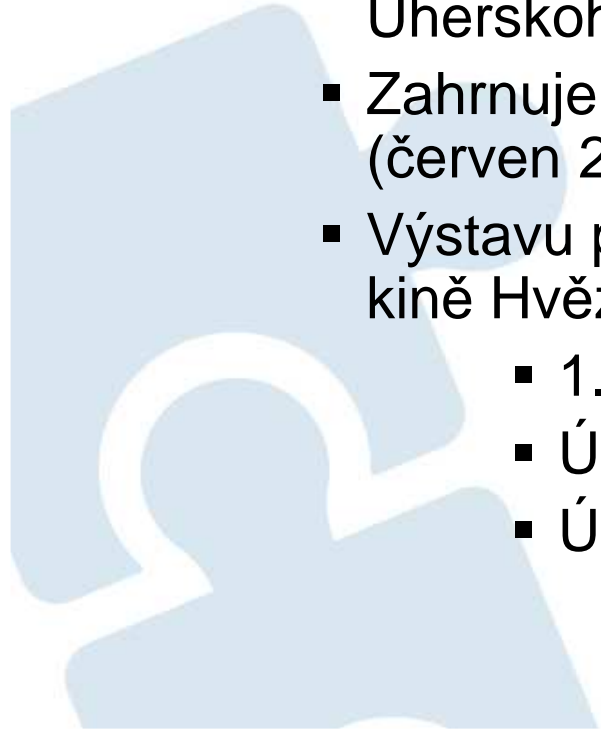 Uherskoh
▪ Zahrnuje
(červen 2
▪ Výstavu p
kině Hvěz
▪ 1.
▪ Ú
▪ Ú